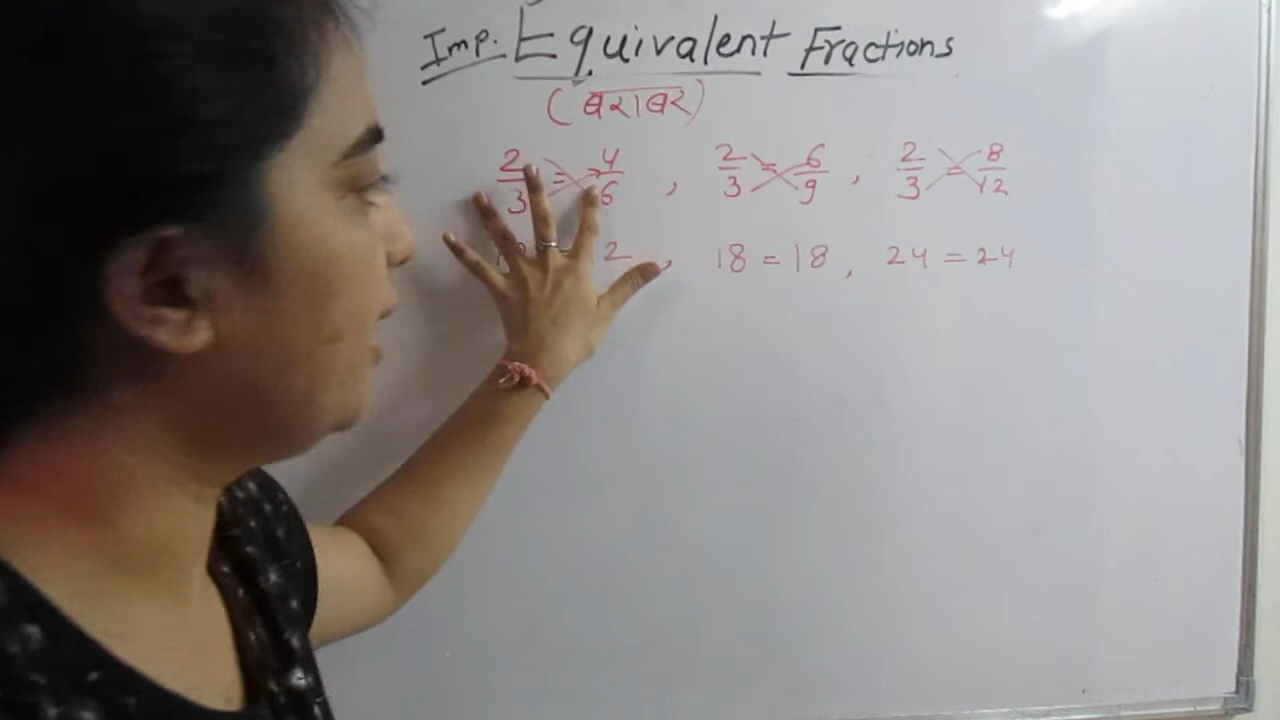 Imp. Equivalent Fractions
(बराबर)
2/3 = 4/6 , 2/3 = 6/9 , 2/3 = 8/12
12 , 18 = 18 , 24 = 24